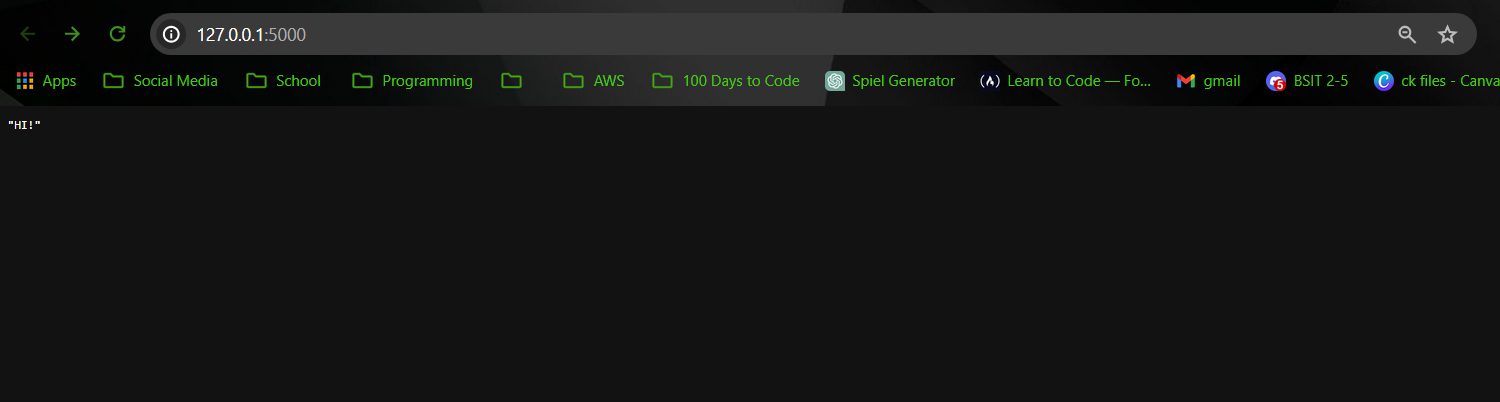 127.0.0.1:5000
Apps Social Media School Programming AWS 100 Days to Code Spiel Generator Learn to Code — Fo... gmail 5 BSIT 2-5 ck files - Canva
"HI!"